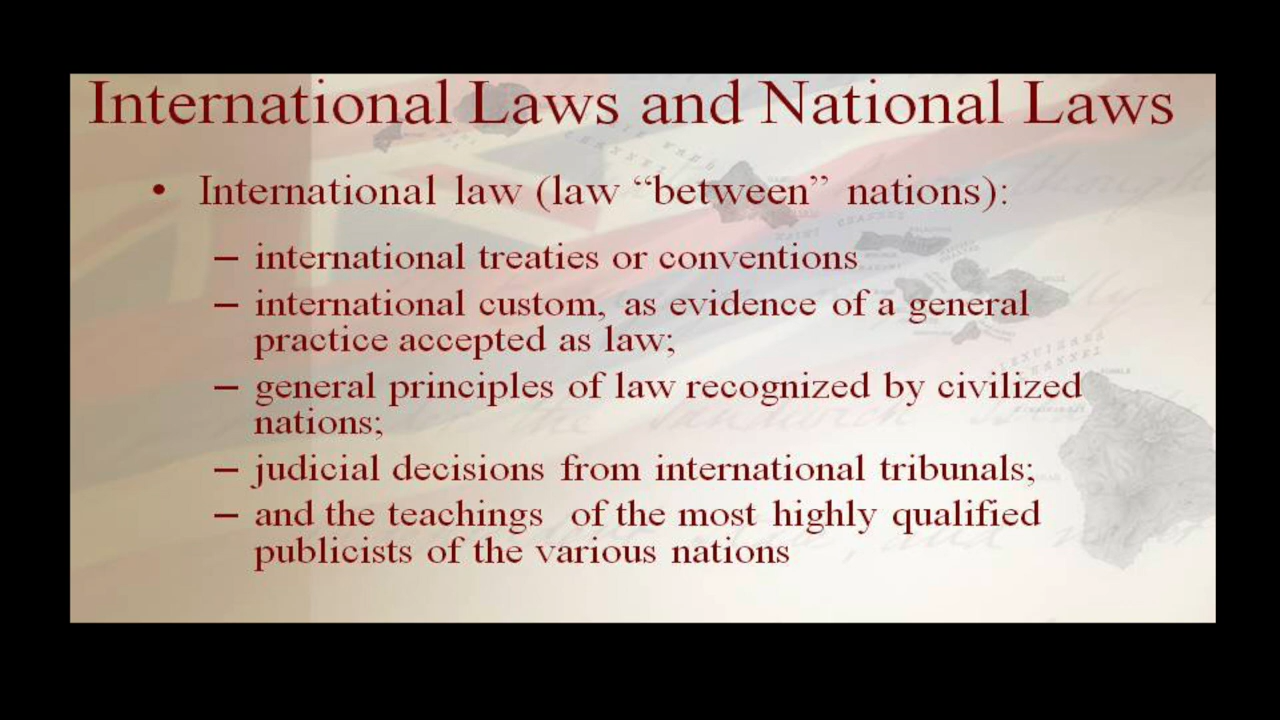 International Laws and National Laws
• International law (law “between” nations):
– international treaties or conventions
– international custom, as evidence of a general
practice accepted as law;
– general principles of law recognized by civilized
nations;
– judicial decisions from international tribunals;
– and the teachings of the most highly qualified
publicists of the various nations